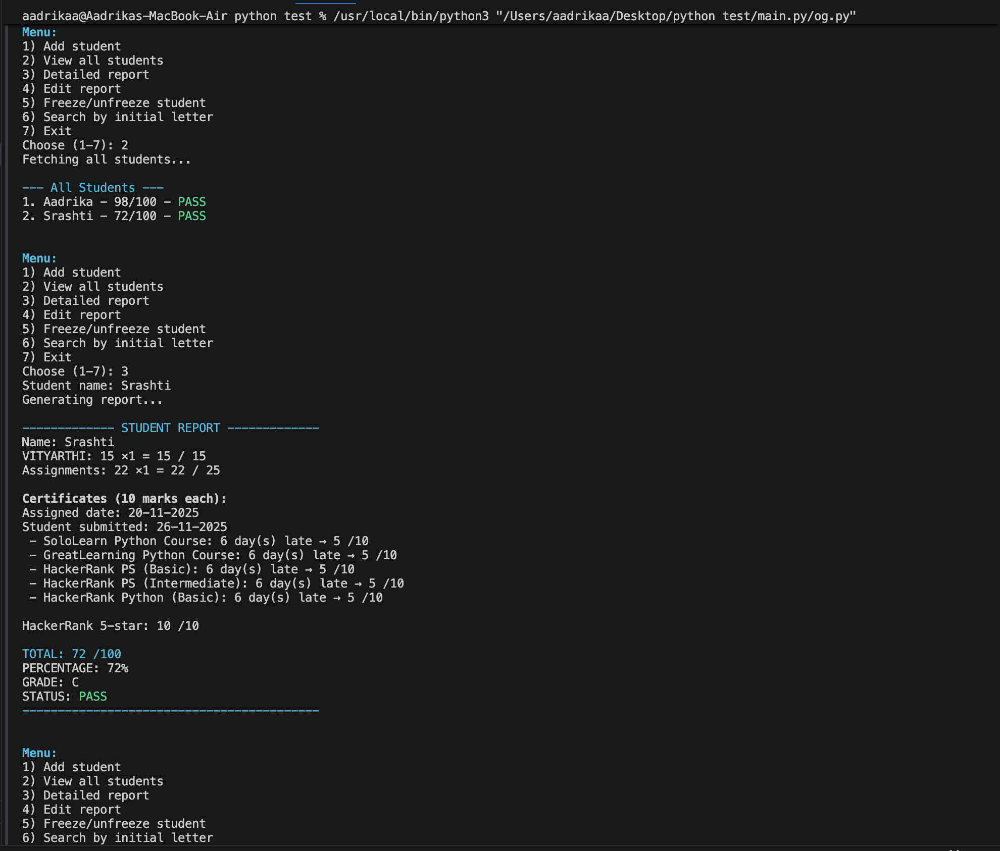 aadrikaa@Aadrikas-MacBook-Air python test % /usr/local/bin/python3 "/Users/aadrikaa/Desktop/python test/main.py/og.py"
Menu:
1) Add student
2) View all students
3) Detailed report
4) Edit report
5) Freeze/unfreeze student
6) Search by initial letter
7) Exit
Choose (1-7): 2
Fetching all students...
--- All Students ---
1. Aadrika - 98/100 - PASS
2. Srashti - 72/100 - PASS
Menu:
1) Add student
2) View all students
3) Detailed report
4) Edit report
5) Freeze/unfreeze student
6) Search by initial letter
7) Exit
Choose (1-7): 3
Student name: Srashti
Generating report...
------------- STUDENT REPORT -------------
Name: Srashti
VITYARTHI: 15 ×1 = 15 / 15
Assignments: 22 ×1 = 22 / 25
Certificates (10 marks each):
Assigned date: 20-11-2025
Student submitted: 26-11-2025
- SoloLearn Python Course: 6 day(s) late → 5 /10
- GreatLearning Python Course: 6 day(s) late → 5 /10
- HackerRank PS (Basic): 6 day(s) late → 5 /10
- HackerRank PS (Intermediate): 6 day(s) late → 5 /10
- HackerRank Python (Basic): 6 day(s) late → 5 /10
HackerRank 5-star: 10 /10
TOTAL: 72 /100
PERCENTAGE: 72%
GRADE: C
STATUS: PASS
------------------------------------------
Menu:
1) Add student
2) View all students
3) Detailed report
4) Edit report
5) Freeze/unfreeze student
6) Search by initial letter